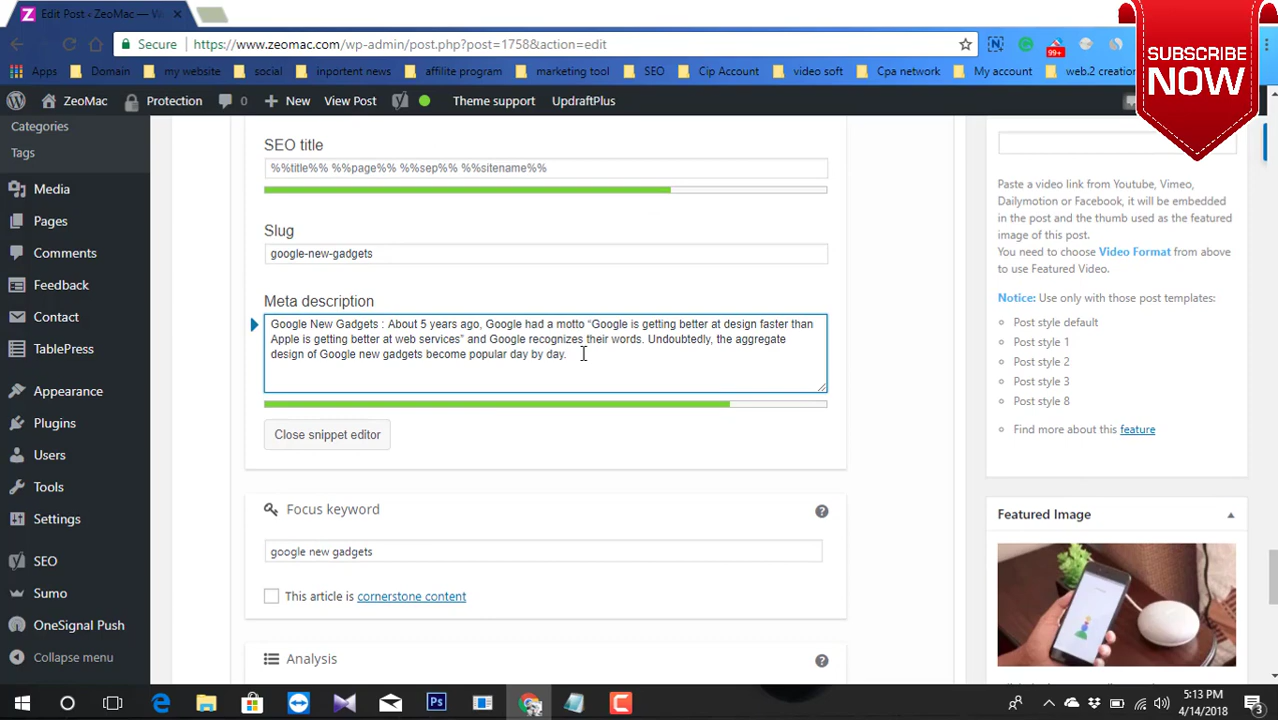 Edit Post ‹ ZeoMac — W
Secure
https://www.zeomac.com/wp-admin/post.php?post=1758&action=edit
99+
SUBSCRIBE
NOW
Apps
Domain
my website
social
inportent news
affilite program
marketing tool
SEO
Cip Account
video soft
Cpa network
My account
web.2 creation
ZeoMac
Protection
0
New
View Post
Theme support
UpdraftPlus
Categories
Tags
Media
Pages
Comments
Feedback
Contact
TablePress
Appearance
Plugins
Users
Tools
Settings
SEO
Sumo
OneSignal Push
Collapse menu
SEO title
%%title%% %%page%% %%sep%% %%sitename%%
Slug
google-new-gadgets
Meta description
Google New Gadgets : About 5 years ago, Google had a motto “Google is getting better at design faster than
Apple is getting better at web services” and Google recognizes their words. Undoubtedly, the aggregate
design of Google new gadgets become popular day by day.
Close snippet editor
Focus keyword
google new gadgets
This article is cornerstone content
Analysis
Paste a video link from Youtube, Vimeo,
Dailymotion or Facebook, it will be embedded
in the post and the thumb used as the featured
image of this post.
You need to choose Video Format from above
to use Featured Video.
Notice: Use only with those post styles:
Post style default
Post style 1
Post style 2
Post style 3
Post style 8
Find more about this feature
Featured Image
Ps
5:13 PM
4/14/2018
3